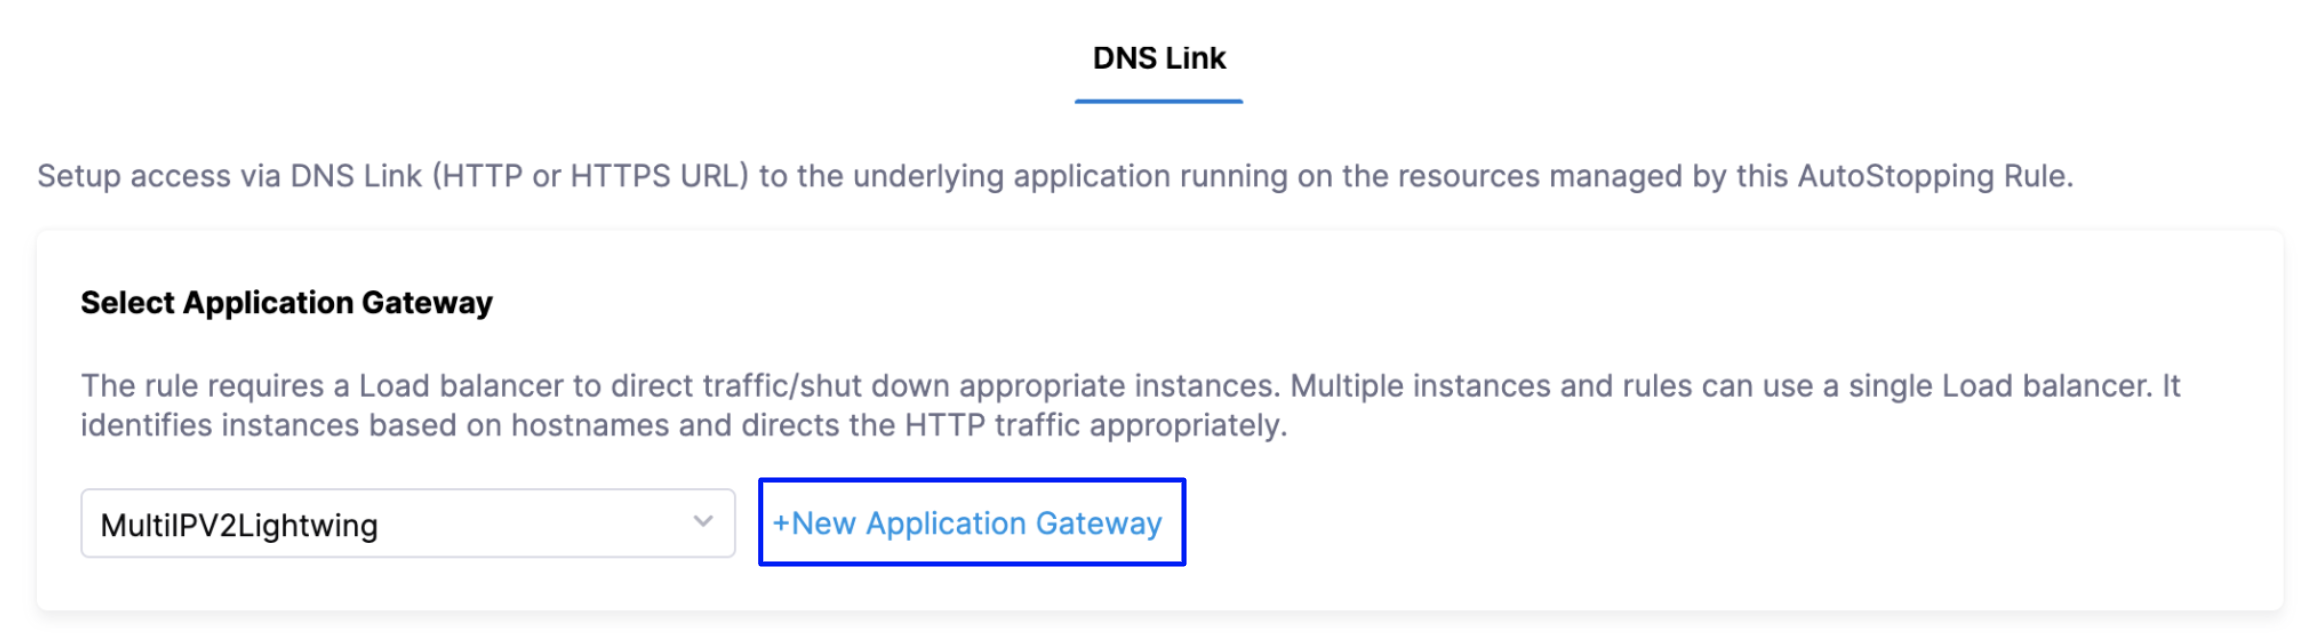 DNS Link
Setup access via DNS Link (HTTP or HTTPS URL) to the underlying application running on the resources managed by this AutoStopping Rule.
Select Application Gateway
The rule requires a Load balancer to direct traffic/shut down appropriate instances. Multiple instances and rules can use a single Load balancer. It
identifies instances based on hostnames and directs the HTTP traffic appropriately.
MultiIPV2Lightwing
+New Application Gateway